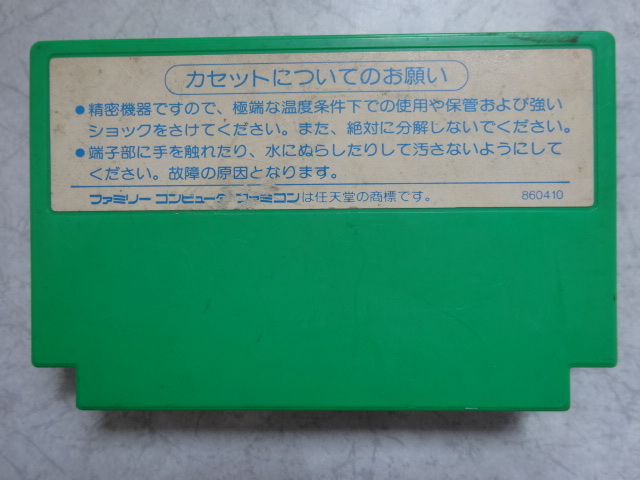 カセットについてのお願い
●精密機器ですので、極端な温度条件下での使用や保管および強い
ショックをさけてください。また、絶対に分解しないでください。
●端子部に手を触れたり、水にぬらしたりして汚さないようにして
ください。故障の原因となります。
ファミリー コンピュータ ファミコンは任天堂の商標です。 860410